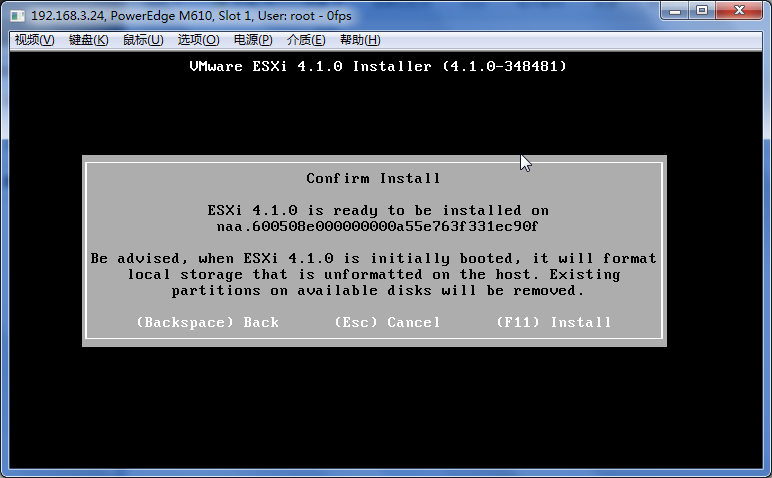 192.168.3.24, PowerEdge M610, Slot 1, User: root - 0fps
视频(V) 键盘(K) 鼠标(U) 选项(O) 电源(P) 介质(E) 帮助(H)
VMware ESXi 4.1.0 Installer (4.1.0-348481)
Confirm Install
ESXi 4.1.0 is ready to be installed on
naa.600508e000000000a55e763f331ec90f
Be advised, when ESXi 4.1.0 is initially booted, it will format
local storage that is unformatted on the host. Existing
partitions on available disks will be removed.
(Backspace) Back (Esc) Cancel (F11) Install